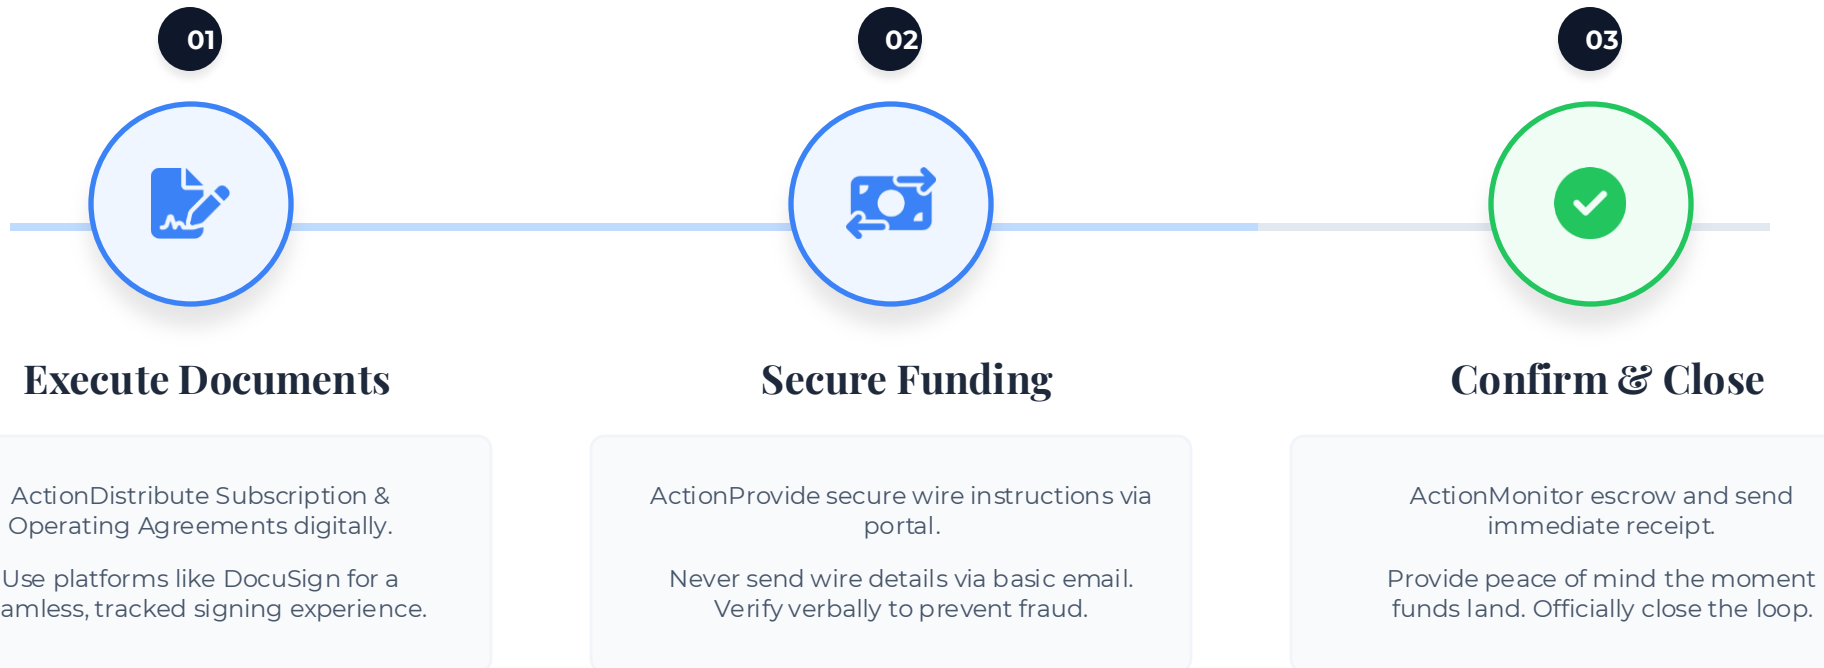 01
02
03
Execute Documents
Secure Funding
Confirm & Close
ActionDistribute Subscription &
Operating Agreements digitally.
Use platforms like DocuSign for a
amless, tracked signing experience.
ActionProvide secure wire instructions via
portal.
Never send wire details via basic email.
Verify verbally to prevent fraud.
ActionMonitor escrow and send
immediate receipt.
Provide peace of mind the moment
funds land. Officially close the loop.